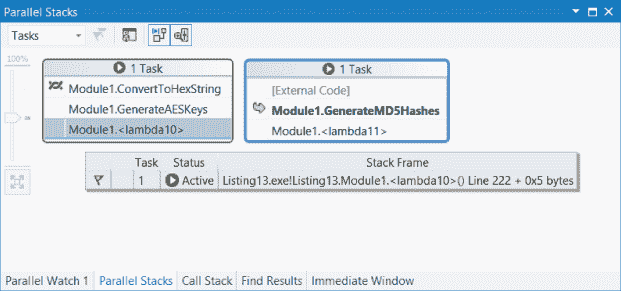 Parallel Stacks
Tasks
100%
1 Task
Module1.ConvertToHexString
Module1.GenerateAESKeys
Module1.<lambda10>
1 Task
[External Code]
Module1.GenerateMD5Hashes
Module1.<lambda11>
Task Status Stack Frame
1 Active Listing13.exe!Listing13.Module1.<lambda10>() Line 222 + 0x5 bytes
Parallel Watch 1 Parallel Stacks Call Stack Find Results Immediate Window